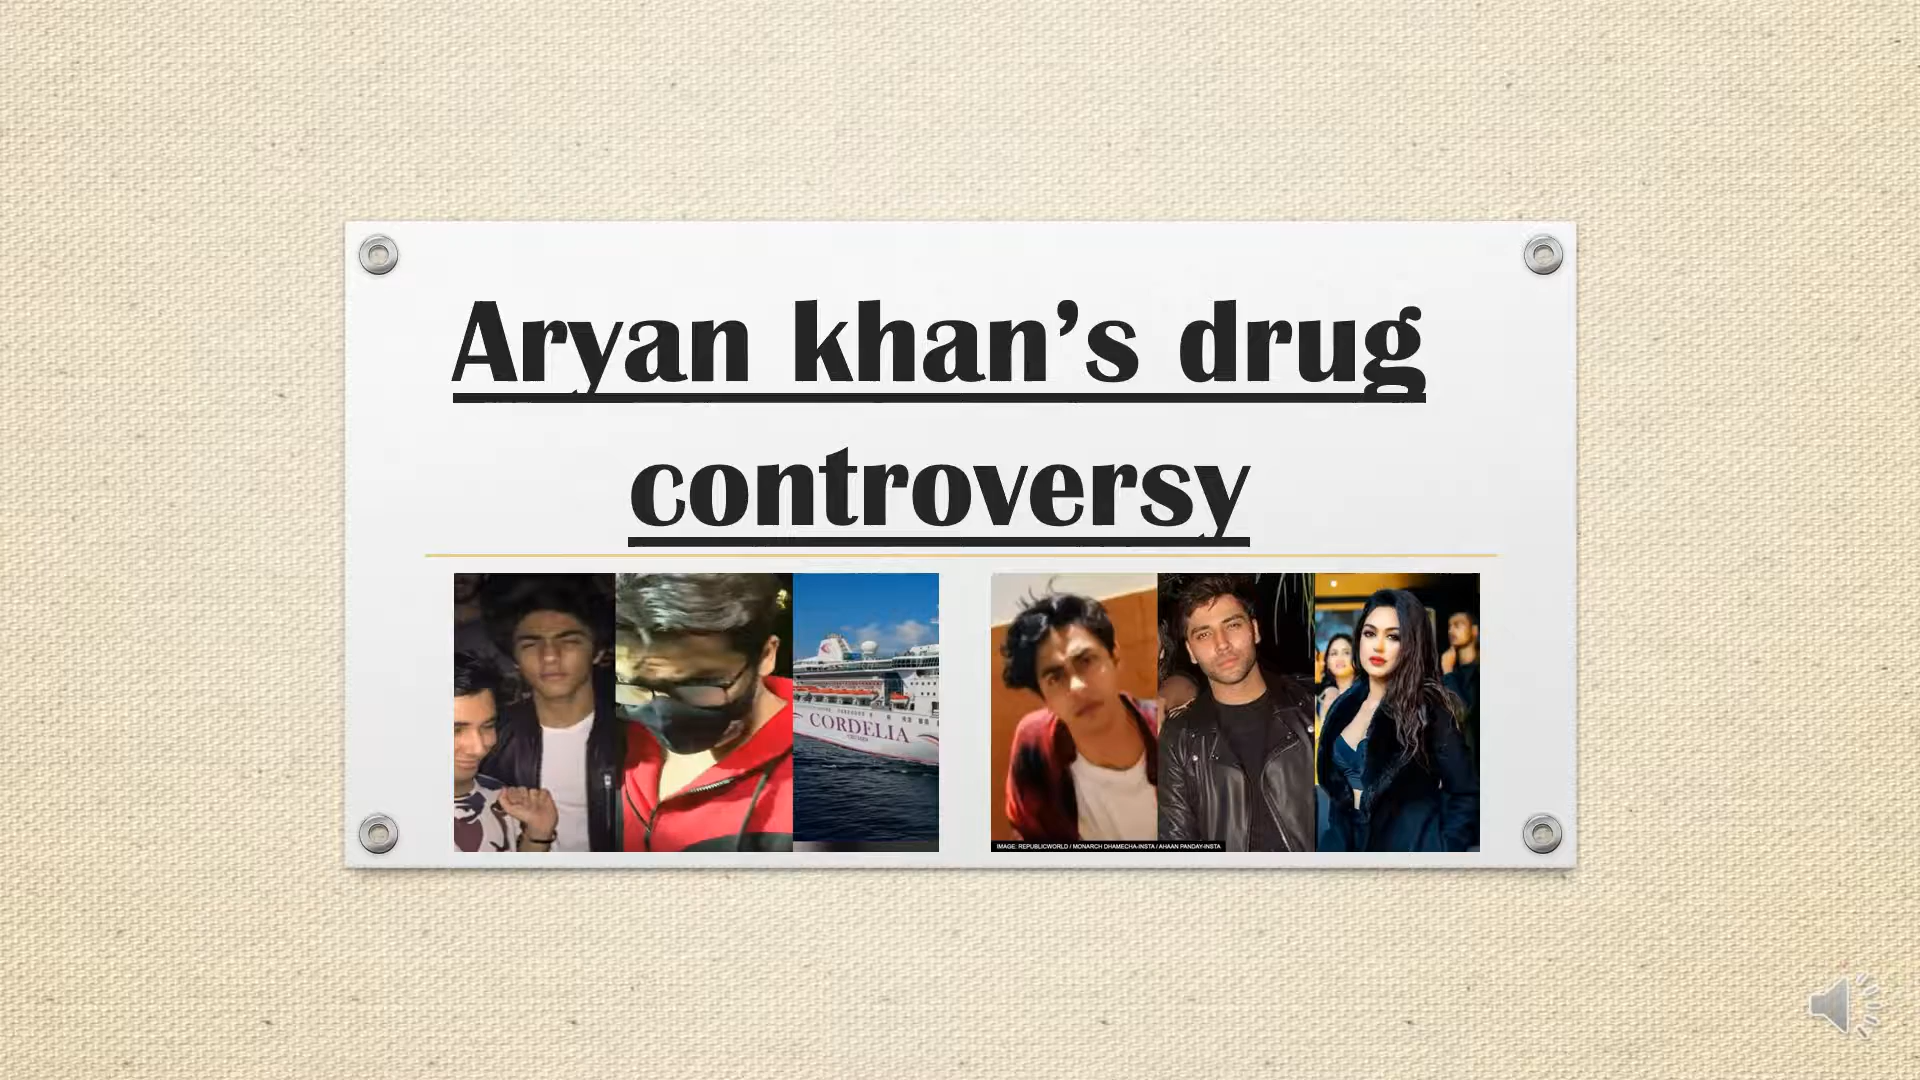 Aryan khan’s drug
controversy
CORDELIA
IMAGE: REPUBLICWORLD / MONARCH DHAMECHA-INSTA / AHAAN PANDAY-INSTA